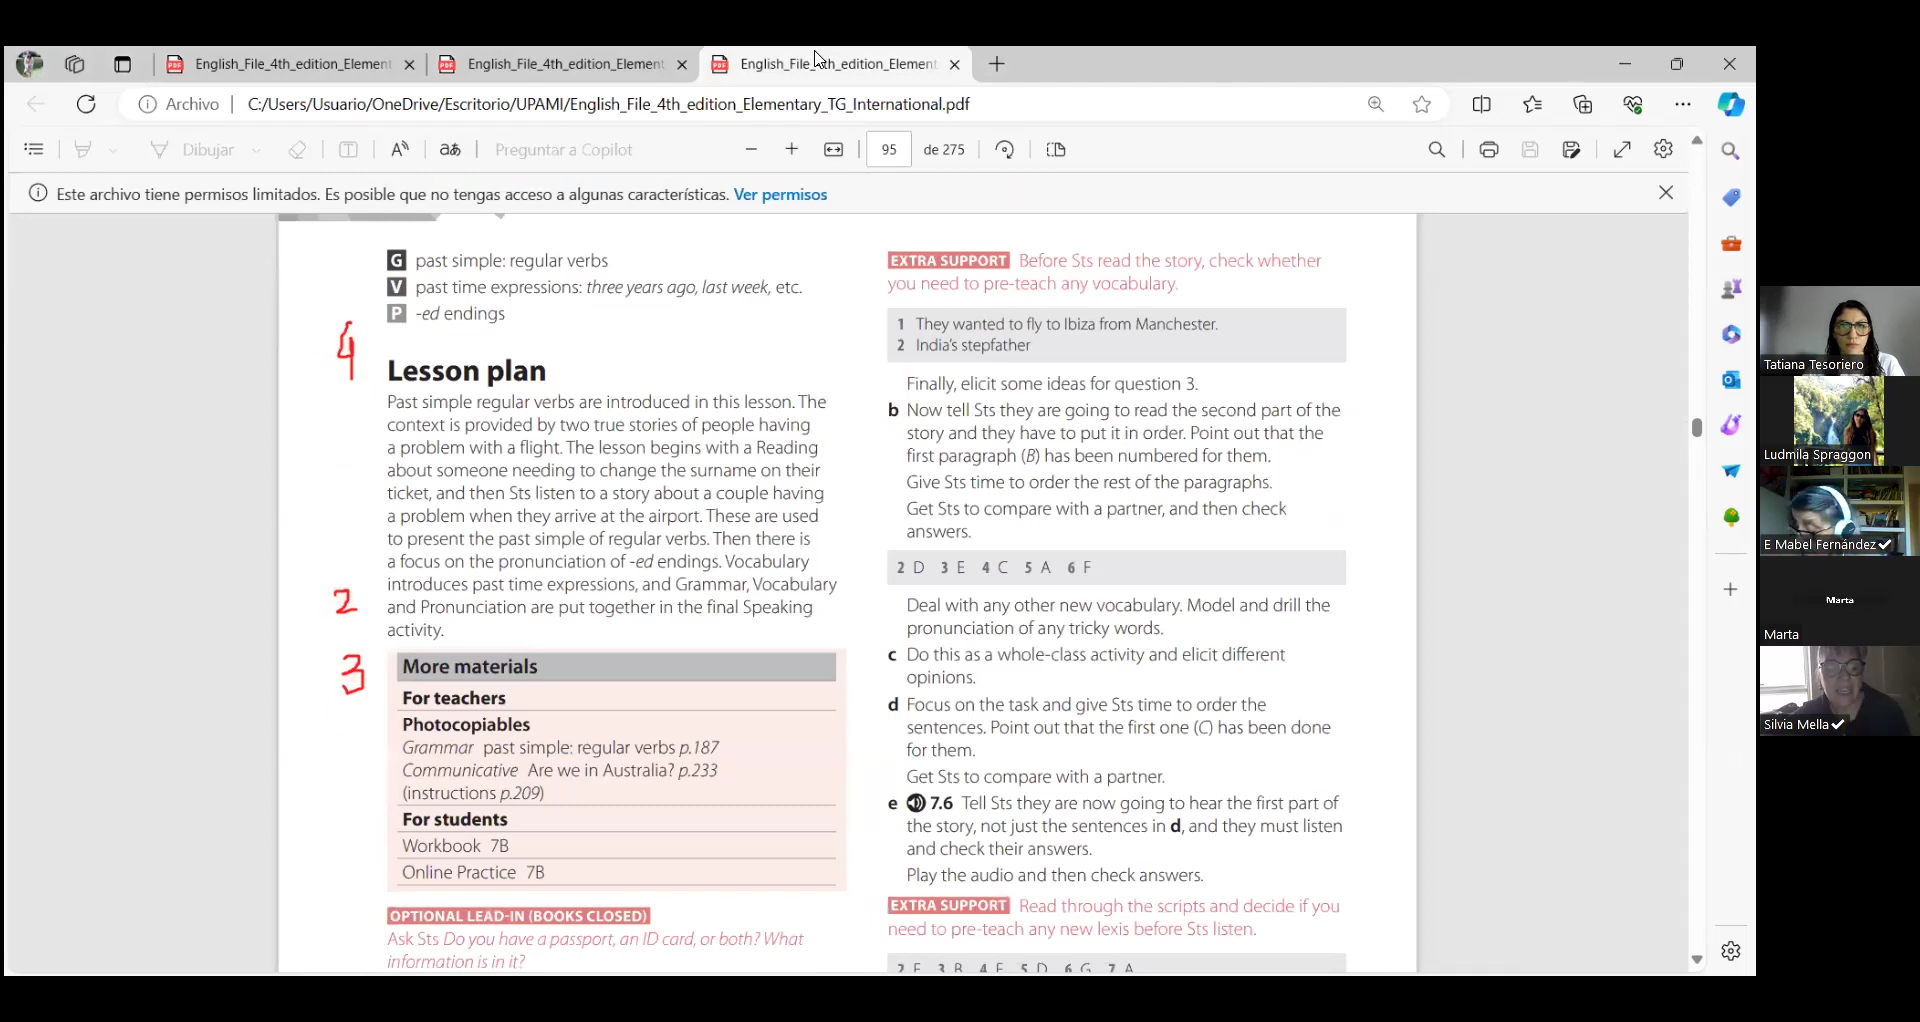 English_File_4th_edition_Element
English_File_4th_edition_Element
English_File_4th_edition_Element
Archivo
C:/Users/Usuario/OneDrive/Escritorio/UPAMI/English_File_4th_edition_Elementary_TG_International.pdf
Dibujar
Preguntar a Copilot
95
de 275
Este archivo tiene permisos limitados. Es posible que no tengas acceso a algunas características. Ver permisos
G past simple: regular verbs
V past time expressions: three years ago, last week, etc.
P -ed endings
4
Lesson plan
Past simple regular verbs are introduced in this lesson. The
context is provided by two true stories of people having
a problem with a flight. The lesson begins with a Reading
about someone needing to change the surname on their
ticket, and then Sts listen to a story about a couple having
a problem when they arrive at the airport. These are used
to present the past simple of regular verbs. Then there is
a focus on the pronunciation of -ed endings. Vocabulary
introduces past time expressions, and Grammar, Vocabulary
2
and Pronunciation are put together in the final Speaking
activity.
3
More materials
For teachers
Photocopiables
Grammar past simple: regular verbs p.187
Communicative Are we in Australia? p.233
(instructions p.209)
For students
Workbook 7B
Online Practice 7B
OPTIONAL LEAD-IN (BOOKS CLOSED)
Ask Sts Do you have a passport, an ID card, or both? What
information is in it?
EXTRA SUPPORT Before Sts read the story, check whether
you need to pre-teach any vocabulary.
1 They wanted to fly to Ibiza from Manchester.
2 India's stepfather
Finally, elicit some ideas for question 3.
b Now tell Sts they are going to read the second part of the
story and they have to put it in order. Point out that the
first paragraph (B) has been numbered for them.
Give Sts time to order the rest of the paragraphs.
Get Sts to compare with a partner, and then check
answers.
2 D 3 E 4 C 5 A 6 F
Deal with any other new vocabulary. Model and drill the
pronunciation of any tricky words.
c Do this as a whole-class activity and elicit different
opinions.
d Focus on the task and give Sts time to order the
sentences. Point out that the first one (C) has been done
for them.
Get Sts to compare with a partner.
e 7.6 Tell Sts they are now going to hear the first part of
the story, not just the sentences in d, and they must listen
and check their answers.
Play the audio and then check answers.
EXTRA SUPPORT Read through the scripts and decide if you
need to pre-teach any new lexis before Sts listen.
Tatiana Tesoriero
Ludmila Spraggon
E Mabel Fernández
Marta
Marta
Silvia Mella